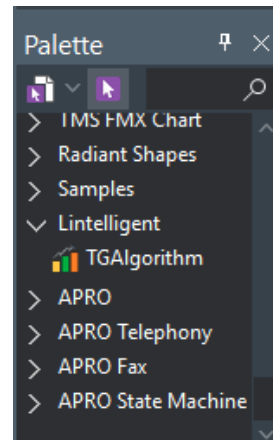 Palette
TMS FMX Chart
Radiant Shapes
Samples
Lintelligent
TGAlgorithm
APRO
APRO Telephony
APRO Fax
APRO State Machine